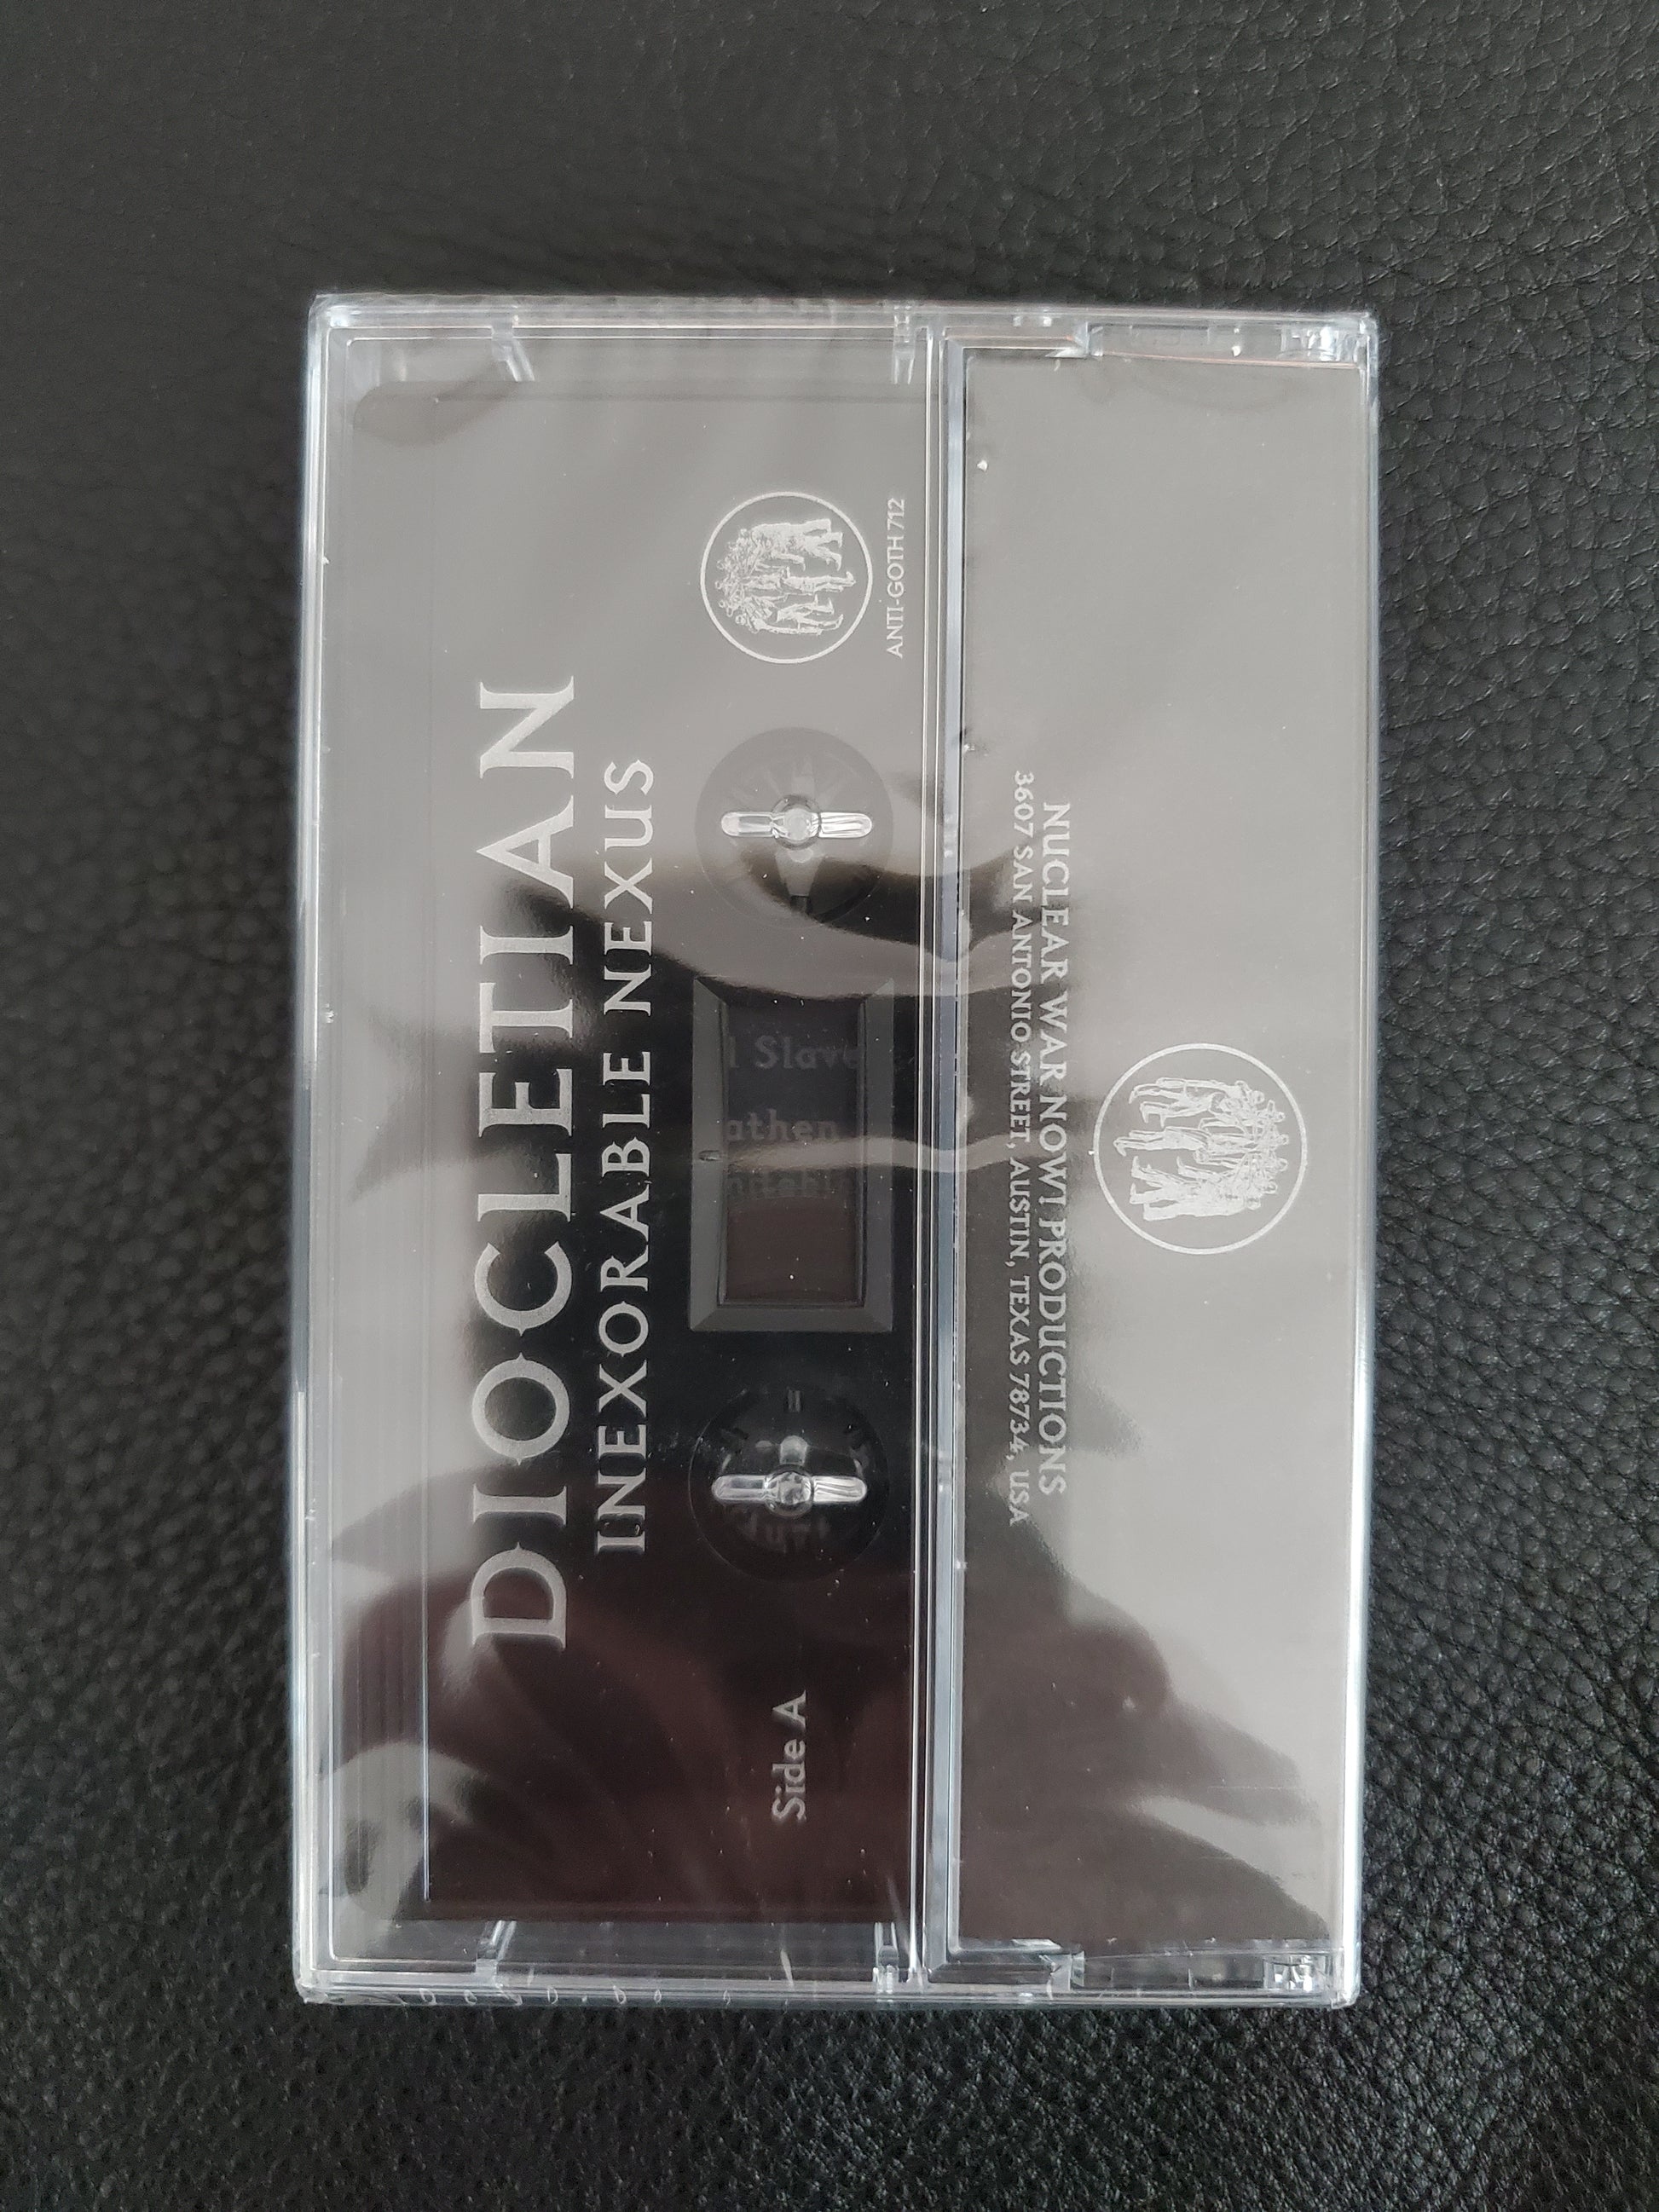 DIOCLETIAN
INEXORABLE NEXUS
ANTI-GOTH 712
Side A
Slave
NUCLEAR WAR NOW! PRODUCTIONS
3607 SAN ANTONIO STREET, AUSTIN, TEXAS 78734, USA